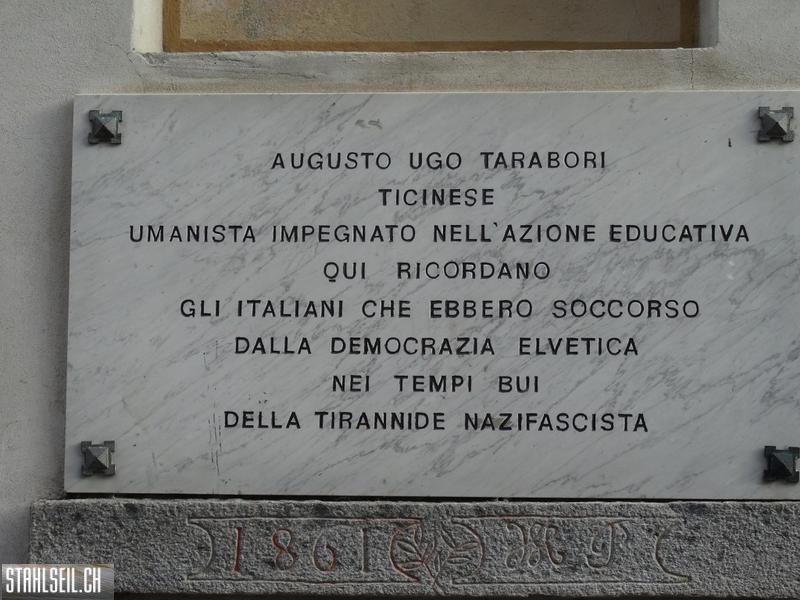 AUGUSTO UGO TARABORI
TICINESE
UMANISTA IMPEGNATO NELL'AZIONE EDUCATIVA
QUI RICORDANO
GLI ITALIANI CHE EBBERO SOCCORSO
DALLA DEMOCRAZIA ELVETICA
NEI TEMPI BUI
DELLA TIRANNIDE NAZIFASCISTA
1861
STAHLSEIL.CH